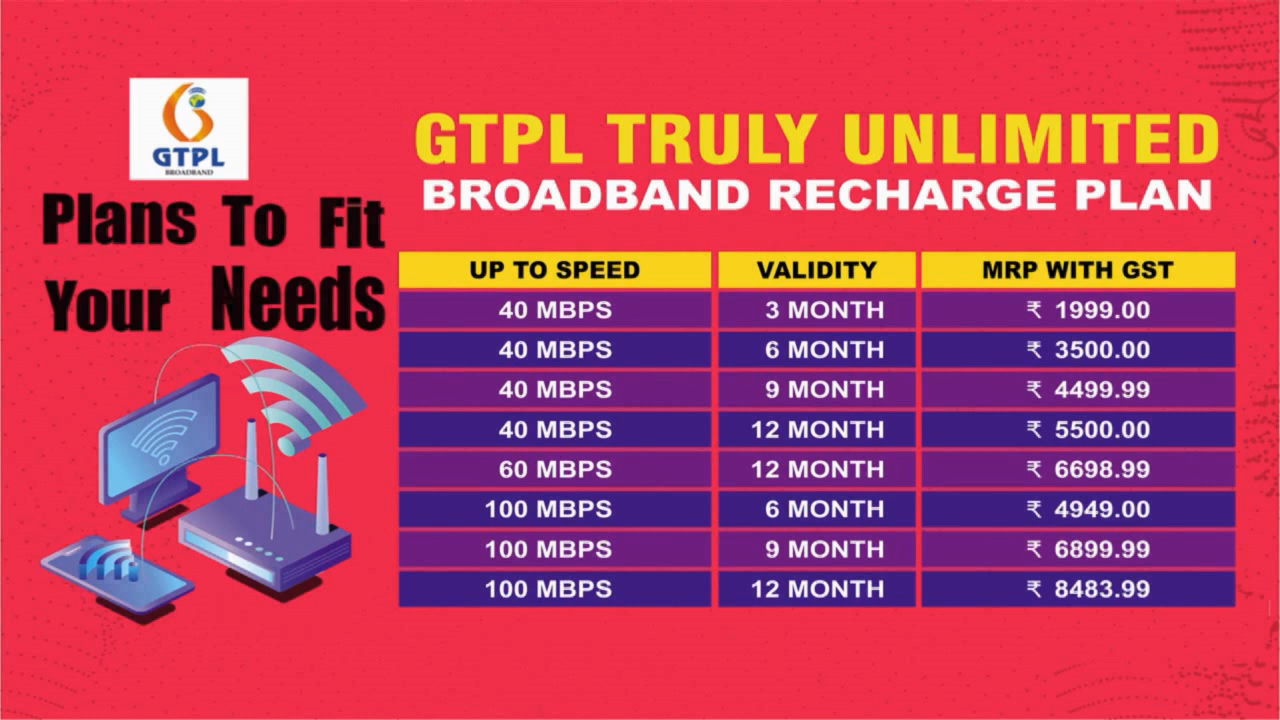 GTPL
BROADBAND
Plans To Fit
Your Needs
GTPL TRULY UNLIMITED
BROADBAND RECHARGE PLAN
UP TO SPEED VALIDITY MRP WITH GST
40 MBPS 3 MONTH ₹ 1999.00
40 MBPS 6 MONTH ₹ 3500.00
40 MBPS 9 MONTH ₹ 4499.99
40 MBPS 12 MONTH ₹ 5500.00
60 MBPS 12 MONTH ₹ 6698.99
100 MBPS 6 MONTH ₹ 4949.00
100 MBPS 9 MONTH ₹ 6899.99
100 MBPS 12 MONTH ₹ 8483.99